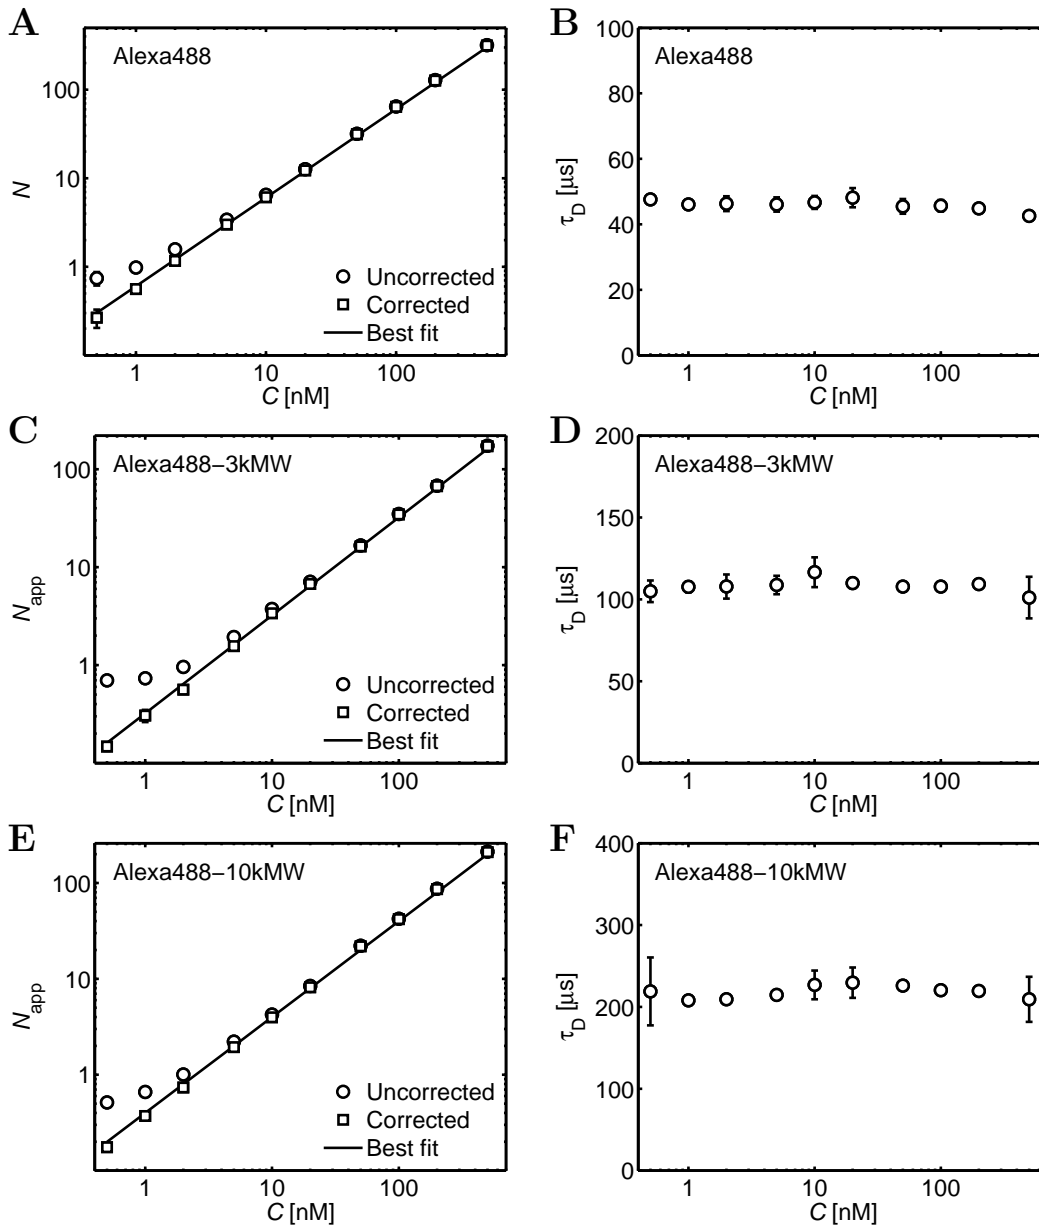 A
Alexa488
100
10
1
N
Uncorrected
Corrected
Best fit
1 10 100
C [nM]
B
Alexa488
100
80
60
40
20
0
τD [μs]
1 10 100
C [nM]
C
Alexa488−3kMW
100
10
1
Napp
Uncorrected
Corrected
Best fit
1 10 100
C [nM]
D
Alexa488−3kMW
200
150
100
50
0
τD [μs]
1 10 100
C [nM]
E
Alexa488−10kMW
100
10
1
Napp
Uncorrected
Corrected
Best fit
1 10 100
C [nM]
F
Alexa488−10kMW
400
300
200
100
0
τD [μs]
1 10 100
C [nM]